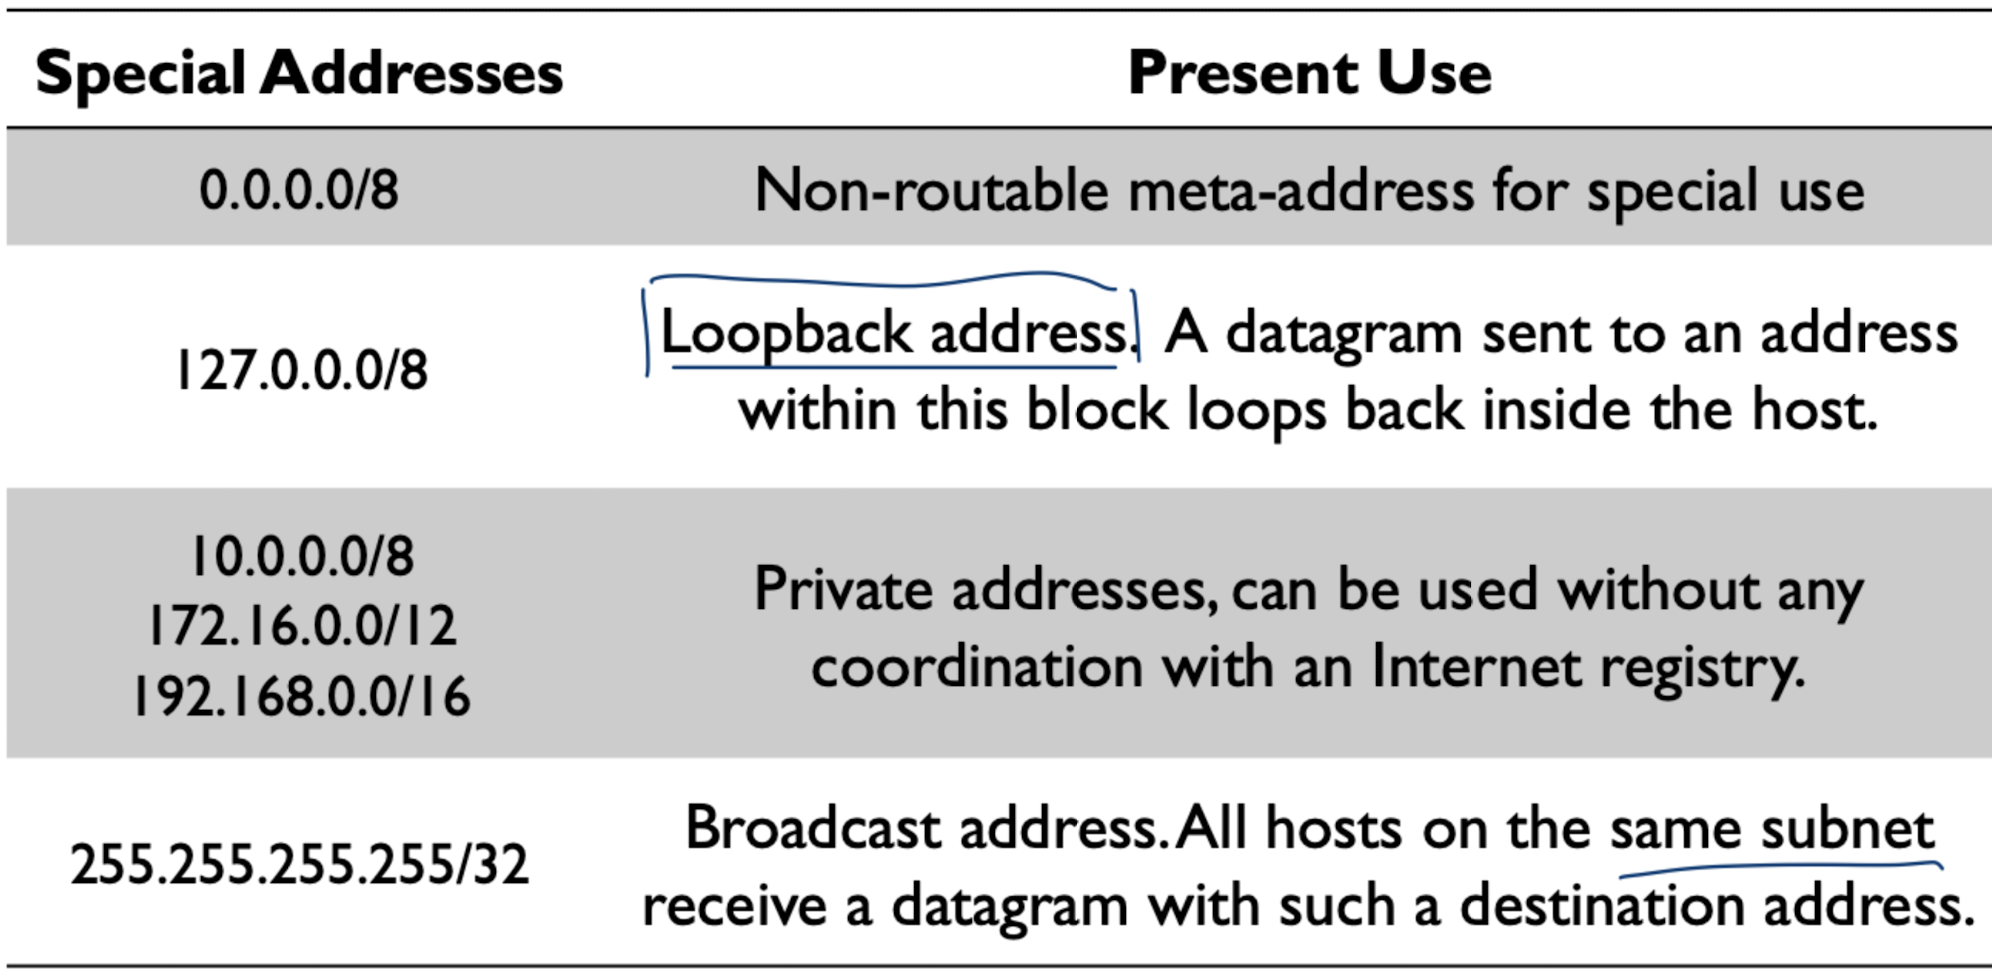 Special Addresses Present Use
0.0.0.0/8 Non-routable meta-address for special use
127.0.0.0/8 Loopback address. A datagram sent to an address
within this block loops back inside the host.
10.0.0.0/8
172.16.0.0/12
192.168.0.0/16
Private addresses, can be used without any
coordination with an Internet registry.
255.255.255.255/32 Broadcast address. All hosts on the same subnet
receive a datagram with such a destination address.